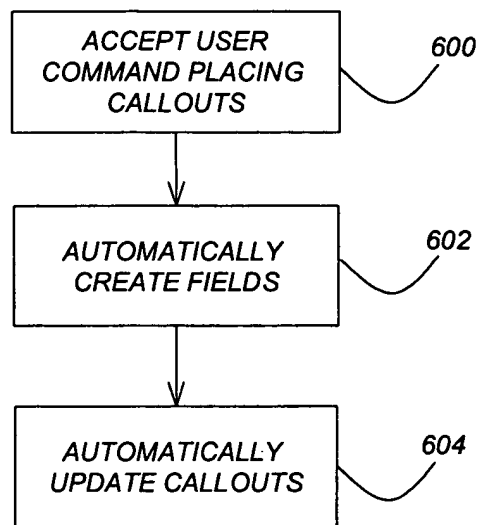 ACCEPT USER
COMMAND PLACING
CALLOUTS
600
AUTOMATICALLY
CREATE FIELDS
602
AUTOMATICALLY
UPDATE CALLOUTS
604